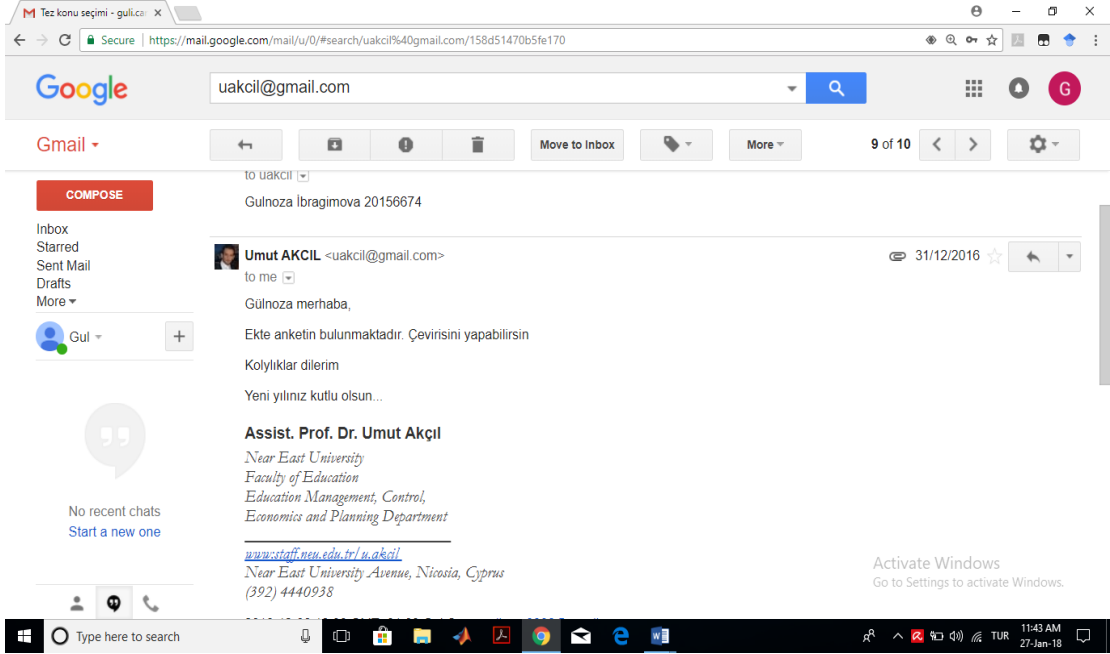 Tez konu seçimi - guli.ca
Secure | https://mail.google.com/mail/u/0/#search/uakcil%40gmail.com/158d51470b5fe170
Google
uakcil@gmail.com
G
Gmail
Move to Inbox
More
9 of 10
COMPOSE
Inbox
Starred
Sent Mail
Drafts
More
Gul
+
No recent chats
Start a new one
to uakcil
Gulnoza İbragimova 20156674
Umut AKCIL <uakcil@gmail.com>
31/12/2016
to me
Gülnoza merhaba,
Ekte anketin bulunmaktadır. Çevirisini yapabilirsin
Kolylıklar dilerim
Yeni yılınız kutlu olsun...
Assist. Prof. Dr. Umut Akçıl
Near East University
Faculty of Education
Education Management, Control,
Economics and Planning Department
www:staff.neu.edu.tr/u.akcil
Near East University Avenue, Nicosia, Cyprus
(392) 4440938
Activate Windows
Go to Settings to activate Windows.
Type here to search
TUR
11:43 AM
27-Jan-18